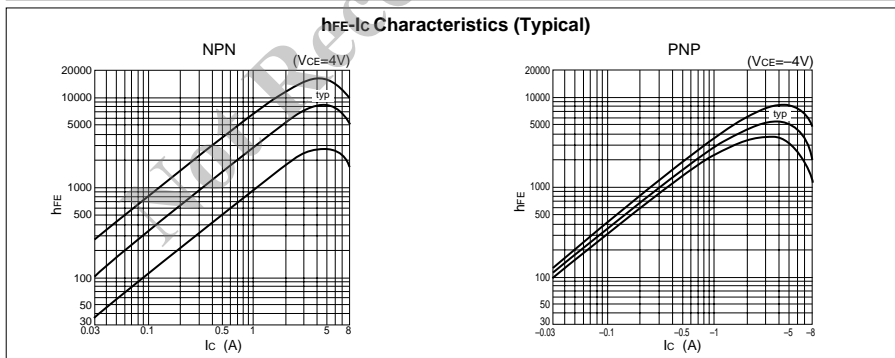 hFE-IC Characteristics (Typical)
NPN
(VCE=4V)
20000
10000
5000
1000
500
100
50
30
hFE
typ
0.03
0.1
0.5
1
5
8
IC (A)
PNP
(VCE=–4V)
20000
10000
5000
1000
500
100
50
30
hFE
typ
–0.03
–0.1
–0.5
–1
–5
–8
IC (A)
Not Rec